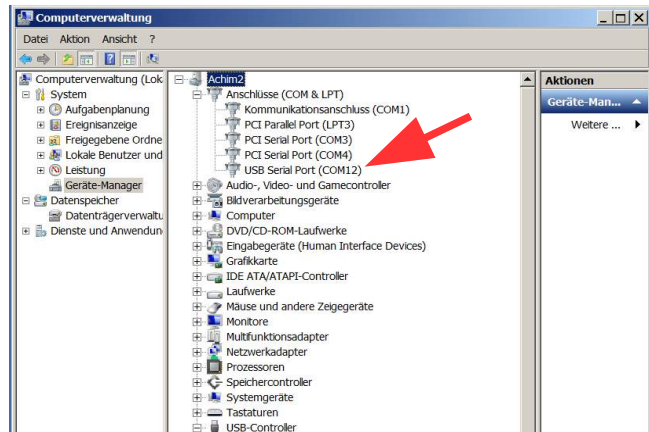 Computerverwaltung
Datei Aktion Ansicht ?
Computerverwaltung (Lok
System
Aufgabenplanung
Ereignisanzeige
Freigegebene Ordne
Lokale Benutzer und
Leistung
Geräte-Manager
Datenspeicher
Datenträgerverwaltu
Dienste und Anwendun
Achim2
Anschlüsse (COM & LPT)
Kommunikationsanschluss (COM1)
PCI Parallel Port (LPT3)
PCI Serial Port (COM3)
PCI Serial Port (COM4)
USB Serial Port (COM12)
Audio-, Video- und Gamecontroller
Bildverarbeitungsgeräte
Computer
DVD/CD-ROM-Laufwerke
Eingabegeräte (Human Interface Devices)
Grafikkarte
IDE ATA/ATAPI-Controller
Laufwerke
Mäuse und andere Zeigegeräte
Monitore
Multifunktionsadapter
Netzwerkadapter
Prozessoren
Speichercontroller
Systemgeräte
Tastaturen
USB-Controller
Aktionen
Geräte-Man...
Weitere ...